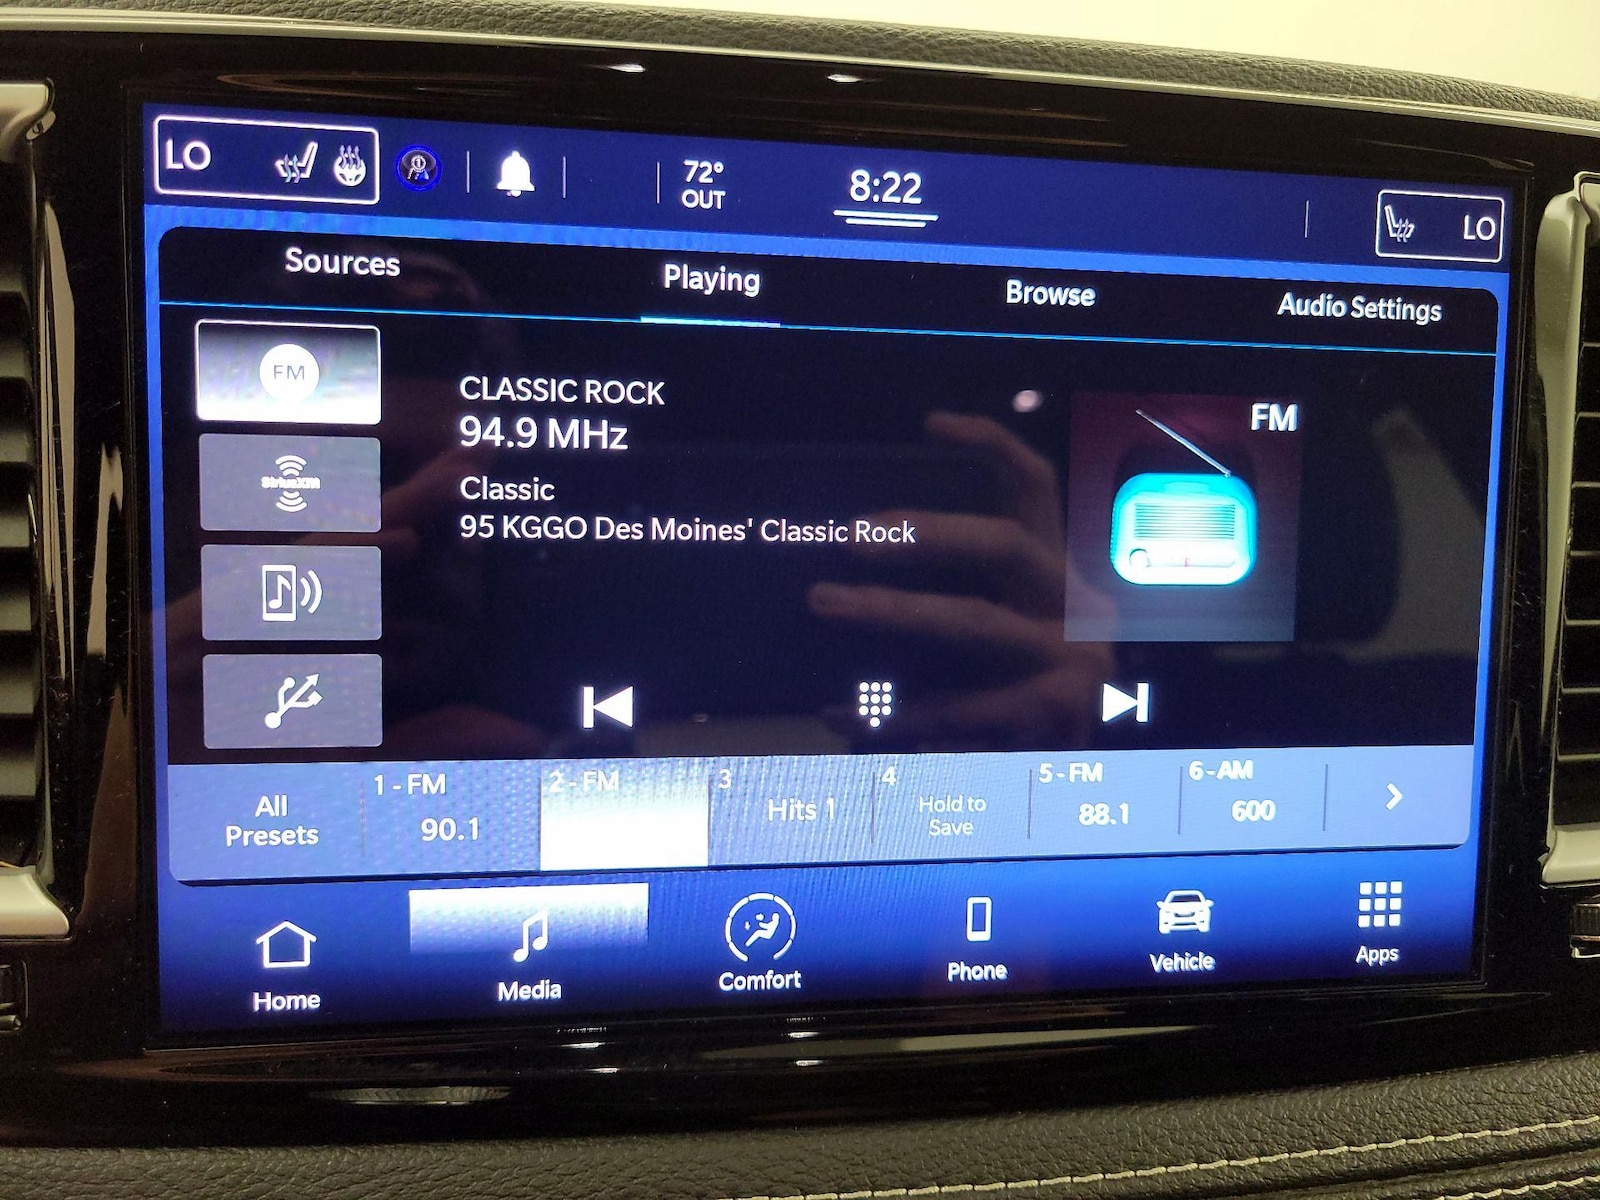 LO
72°
OUT
8:22
LO
Sources
Playing
Browse
Audio Settings
FM
CLASSIC ROCK
94.9 MHz
FM
SiriusXM
Classic
95 KGGO Des Moines' Classic Rock
All
Presets
1 - FM
90.1
2 - FM
3
Hits 1
4
Hold to
Save
5 - FM
88.1
6 - AM
600
Home
Media
Comfort
Phone
Vehicle
Apps